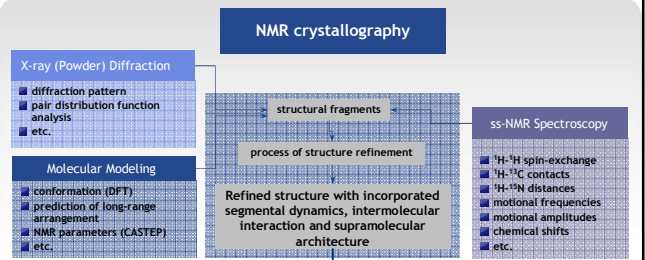 NMR crystallography
X-ray (Powder) Diffraction
diffraction pattern
pair distribution function
analysis
etc.
Molecular Modeling
conformation (DFT)
prediction of long-range
arrangement
NMR parameters (CASTEP)
etc.
structural fragments
process of structure refinement
Refined structure with incorporated
segmental dynamics, intermolecular
interaction and supramolecular
architecture
ss-NMR Spectroscopy
¹H-¹H spin-exchange
¹H-¹³C contacts
¹H-¹⁵N distances
motional frequencies
motional amplitudes
chemical shifts
etc.